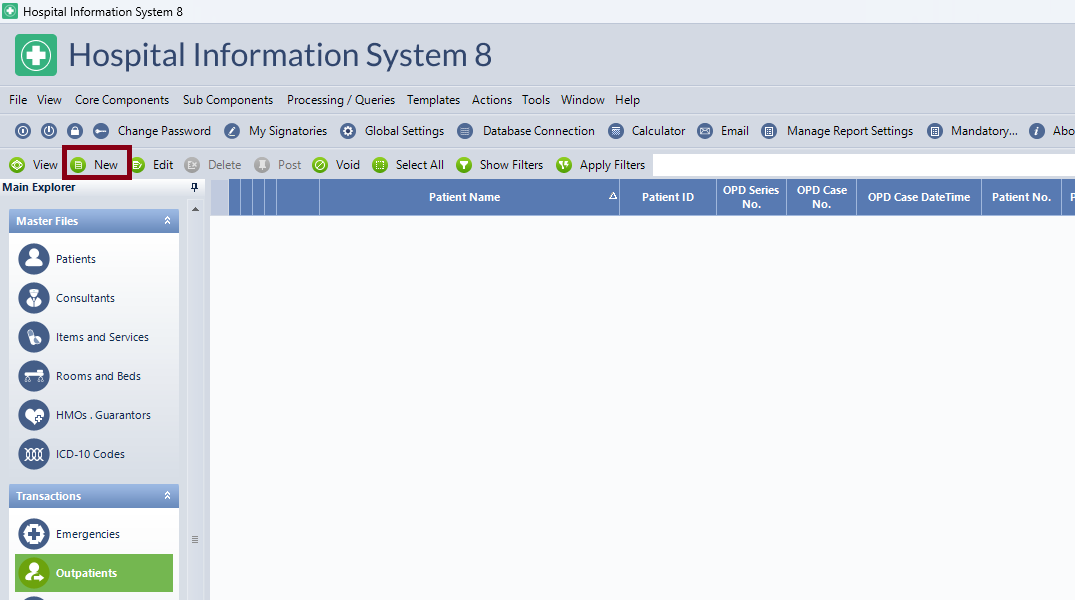 Hospital Information System 8
Hospital Information System 8
File View Core Components Sub Components Processing / Queries Templates Actions Tools Window Help
Change Password My Signatories Global Settings Database Connection Calculator Email Manage Report Settings Mandatory... Abo
View New Edit Delete Post Void Select All Show Filters Apply Filters
Main Explorer
Patient Name Patient ID OPD Series No. OPD Case No. OPD Case DateTime Patient No. P
Master Files
Patients
Consultants
Items and Services
Rooms and Beds
HMOs . Guarantors
ICD-10 Codes
Transactions
Emergencies
Outpatients